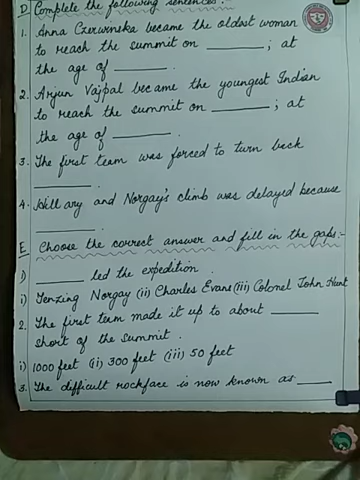 D Complete the following sentences:-
1. Anna Czerwinska became the oldest woman
to reach the summit on ________; at
the age of ________.
2. Arjun Vajpal became the youngest Indian
to reach the summit on ________; at
the age of ________.
3. The first team was forced to turn back
________.
4. Hillary and Norgay's climb was delayed because
________.
E Choose the correct answer and fill in the gaps:-
1) ______ led the expedition.
i) Tenzing Norgay (ii) Charles Evans (iii) Colonel John Hunt
2. The first team made it up to about ______
short of the summit.
i) 1000 feet (ii) 300 feet (iii) 50 feet
3. The difficult rockface is now known as ____